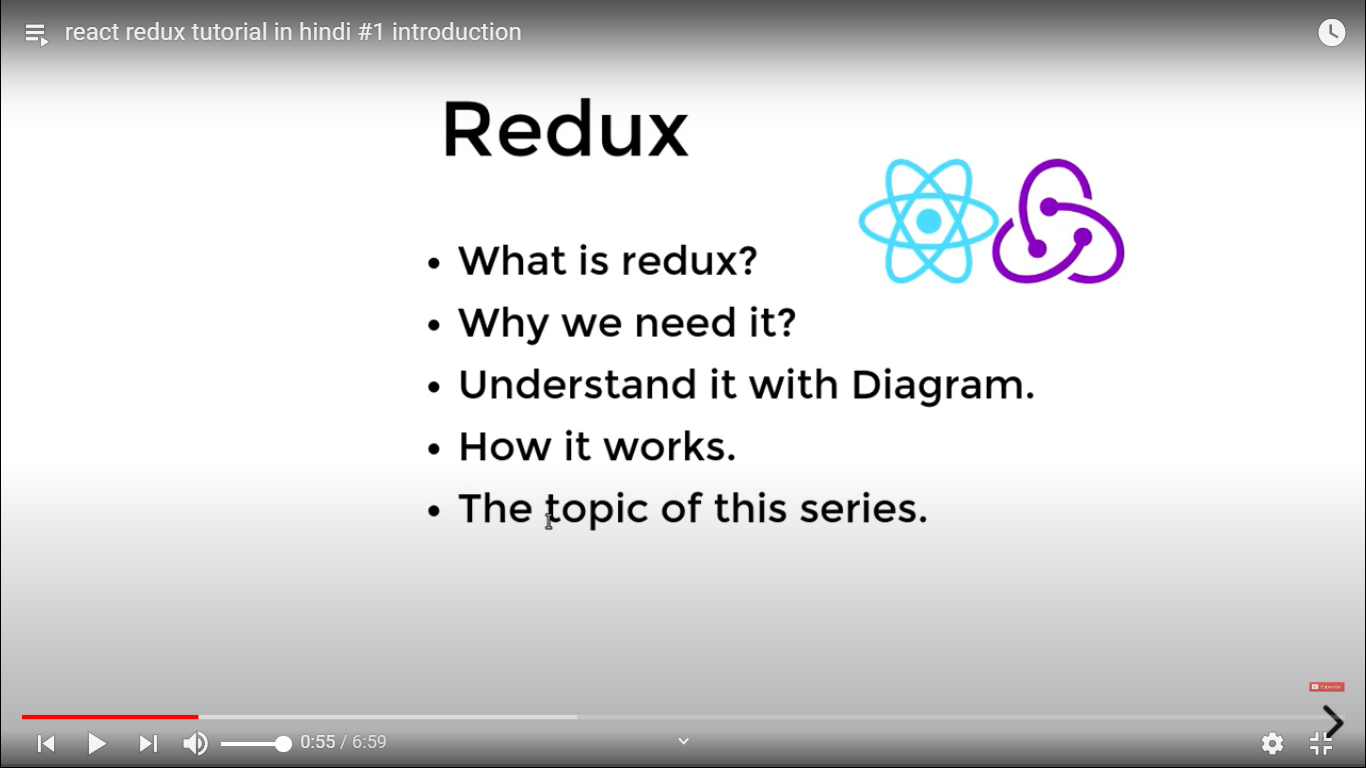 react redux tutorial in hindi #1 introduction
Redux
• What is redux?
• Why we need it?
• Understand it with Diagram.
• How it works.
• The topic of this series.
Subscribe
0:55 / 6:59